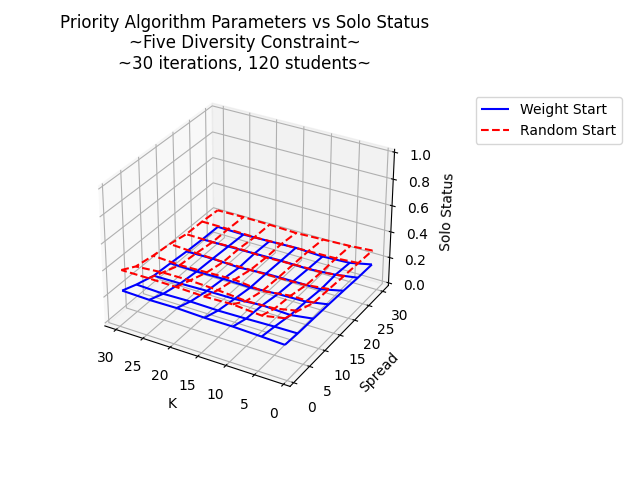 Priority Algorithm Parameters vs Solo Status
~Five Diversity Constraint~
~30 iterations, 120 students~
Weight Start
Random Start
1.0
0.8
0.6
0.4
0.2
0.0
Solo Status
30
25
20
15
10
5
0
K
0
5
10
15
20
25
30
Spread